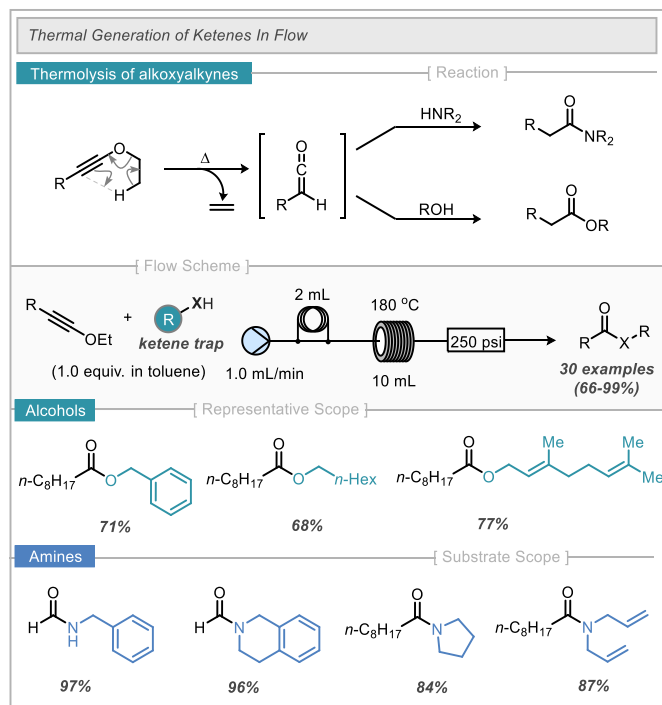 Thermal Generation of Ketenes In Flow
Thermolysis of alkoxyalkynes
[ Reaction ]
R
O
H
Δ
O
R
H
HNR2
ROH
O
R
NR2
O
R
OR
[ Flow Scheme ]
R
OEt
+
R
XH
ketene trap
(1.0 equiv. in toluene)
1.0 mL/min
2 mL
180 °C
10 mL
250 psi
O
R
X
R
30 examples
(66-99%)
Alcohols
[ Representative Scope ]
O
n-C8H17
O
71%
O
n-C8H17
O
n-Hex
68%
O
n-C8H17
O
Me
Me
Me
77%
Amines
[ Substrate Scope ]
O
H
N
H
97%
O
H
N
96%
O
n-C8H17
N
84%
O
n-C8H17
N
87%